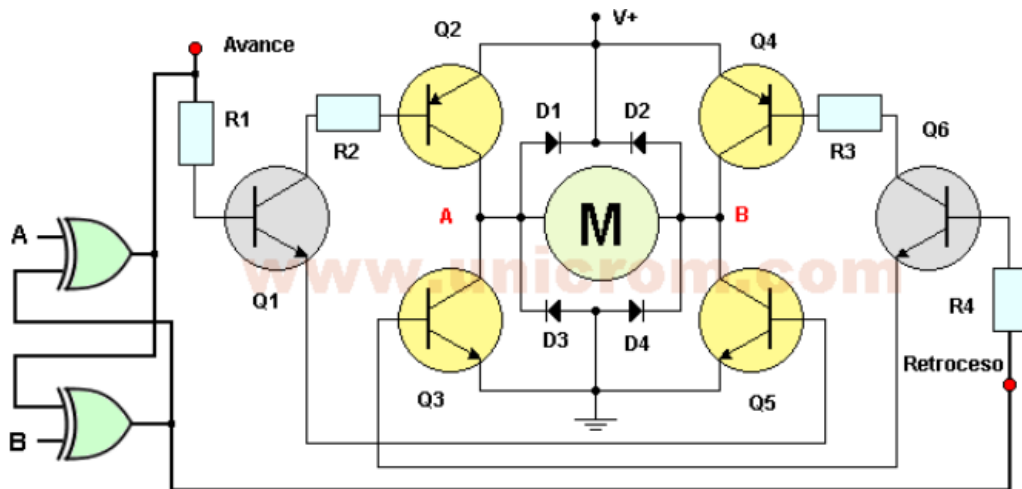 V+
Q2
Q4
Avance
R1
D1
D2
R2
R3
Q6
A
B
M
A
www.unicrom.com
Q1
R4
D3
D4
Retroceso
Q3
Q5
B